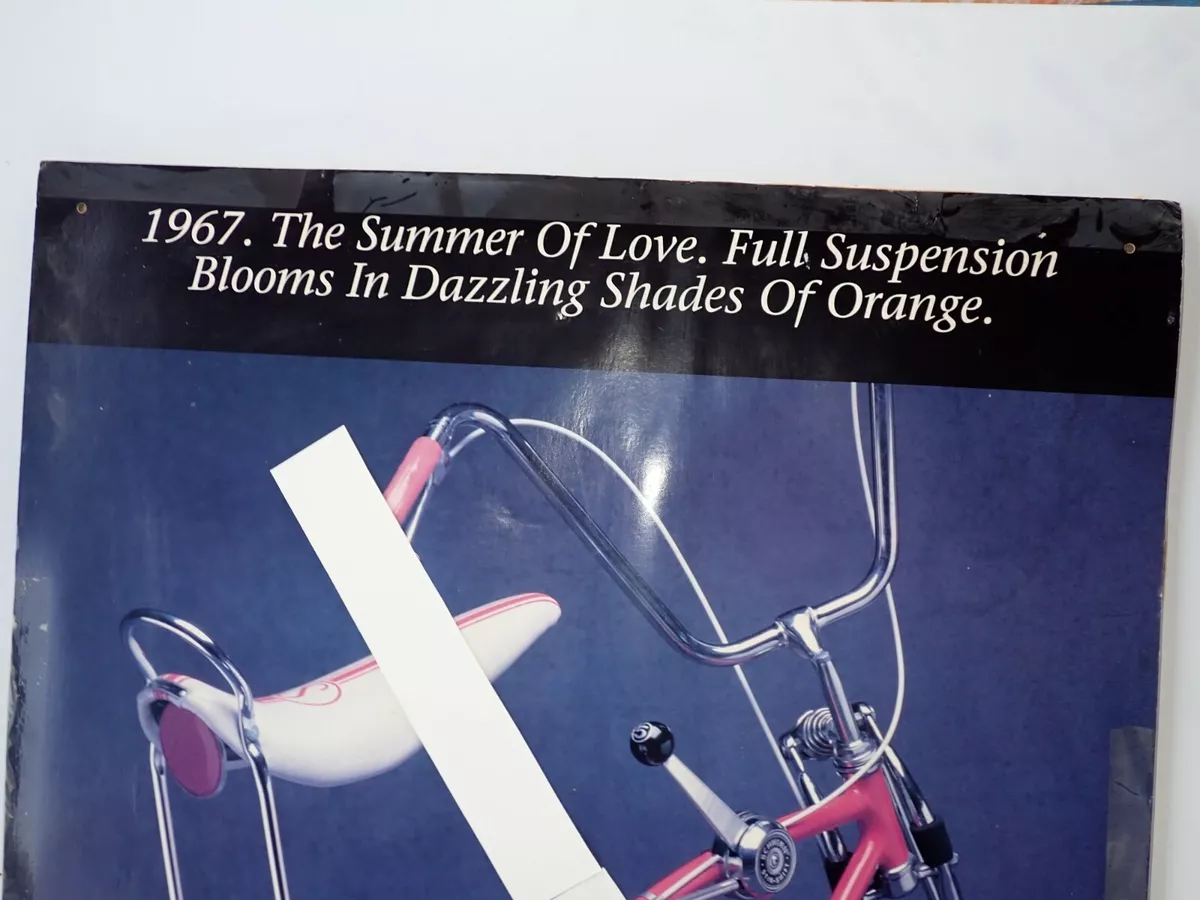 1967. The Summer Of Love. Full Suspension
Blooms In Dazzling Shades Of Orange.